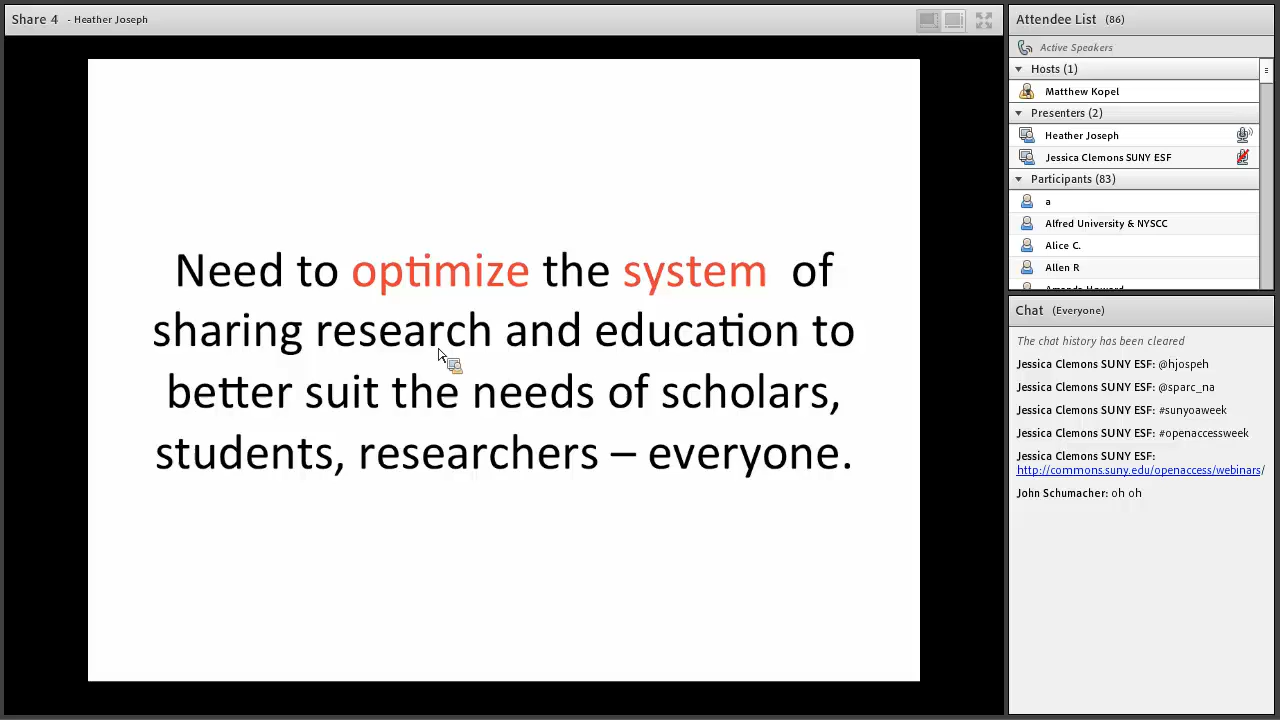 Share 4 - Heather Joseph
Need to optimize the system of
sharing research and education to
better suit the needs of scholars,
students, researchers – everyone.
Attendee List (86)
Active Speakers
Hosts (1)
Matthew Kopel
Presenters (2)
Heather Joseph
Jessica Clemons SUNY ESF
Participants (83)
a
Alfred University & NYSCC
Alice C.
Allen R
Chat (Everyone)
The chat history has been cleared
Jessica Clemons SUNY ESF: @hjospeh
Jessica Clemons SUNY ESF: @sparc_na
Jessica Clemons SUNY ESF: #sunyoaweek
Jessica Clemons SUNY ESF: #openaccessweek
Jessica Clemons SUNY ESF:
http://commons.suny.edu/openaccess/webinars/
John Schumacher: oh oh